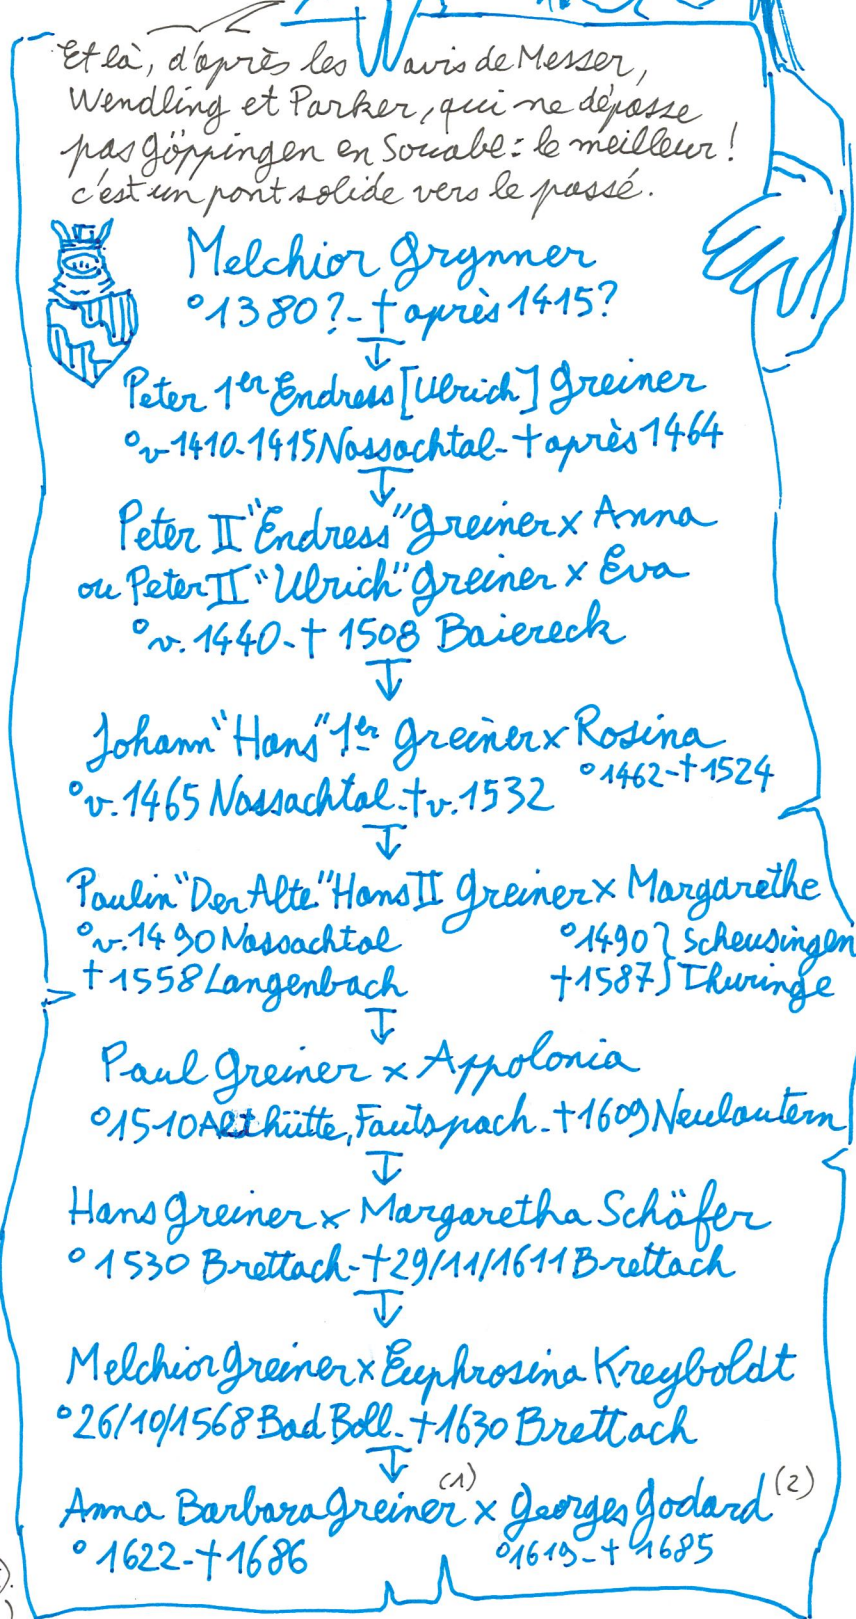 Et là, d'après les avis de Messer,
Wendling et Parker, qui ne dépasse
pas Göppingen en Souabe : le meilleur !
c'est un pont solide vers le passé.
Melchior Grynner
°1380?-† après 1415?
Peter 1er Endress [Ulrich] Greiner
°v 1410-1415 Nassachtal-† après 1464
Peter II "Endress" Greiner x Anna
ou Peter II "Ulrich" Greiner x Eva
°v. 1440-† 1508 Baiereck
Johann "Hans" 1er Greiner x Rosina
°1462-†1524
°v. 1465 Nassachtal-†v. 1532
Paulin "Der Alte" Hans II Greiner x Margarethe
°v. 1490 Nassachtal °1490 } Scheusingen
†1558 Langenbach †1587 } Thuringe
Paul Greiner x Appolonia
°1510 Althütte, Fautspach-†1609 Neulautern
Hans Greiner x Margaretha Schäfer
°1530 Brettach-†29/11/1611 Brettach
Melchior Greiner x Euphrosina Kreyboldt
°26/10/1568 Bad Boll-†1630 Brettach
Anna Barbara Greiner (1) x Georges Godard (2)
°1622-†1686 °1619-†1685